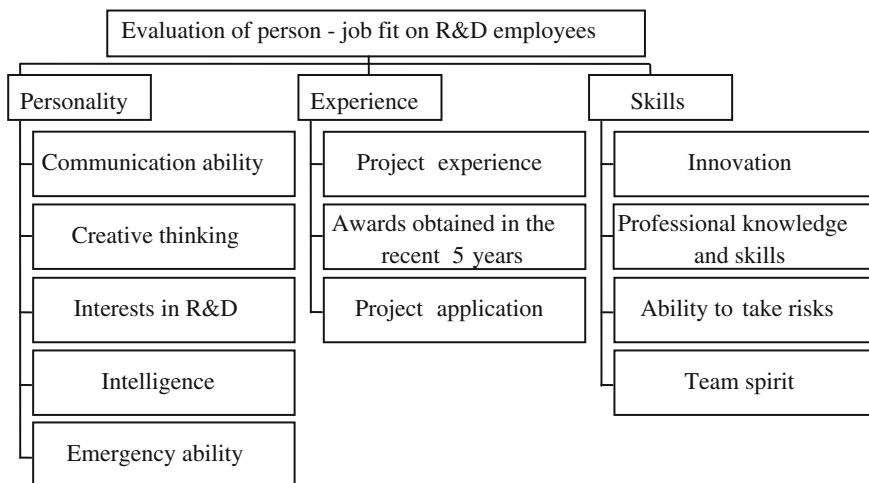 Evaluation of person - job fit on R&D employees
Personality
Communication ability
Creative thinking
Interests in R&D
Intelligence
Emergency ability
Experience
Project experience
Awards obtained in the
recent 5 years
Project application
Skills
Innovation
Professional knowledge
and skills
Ability to take risks
Team spirit